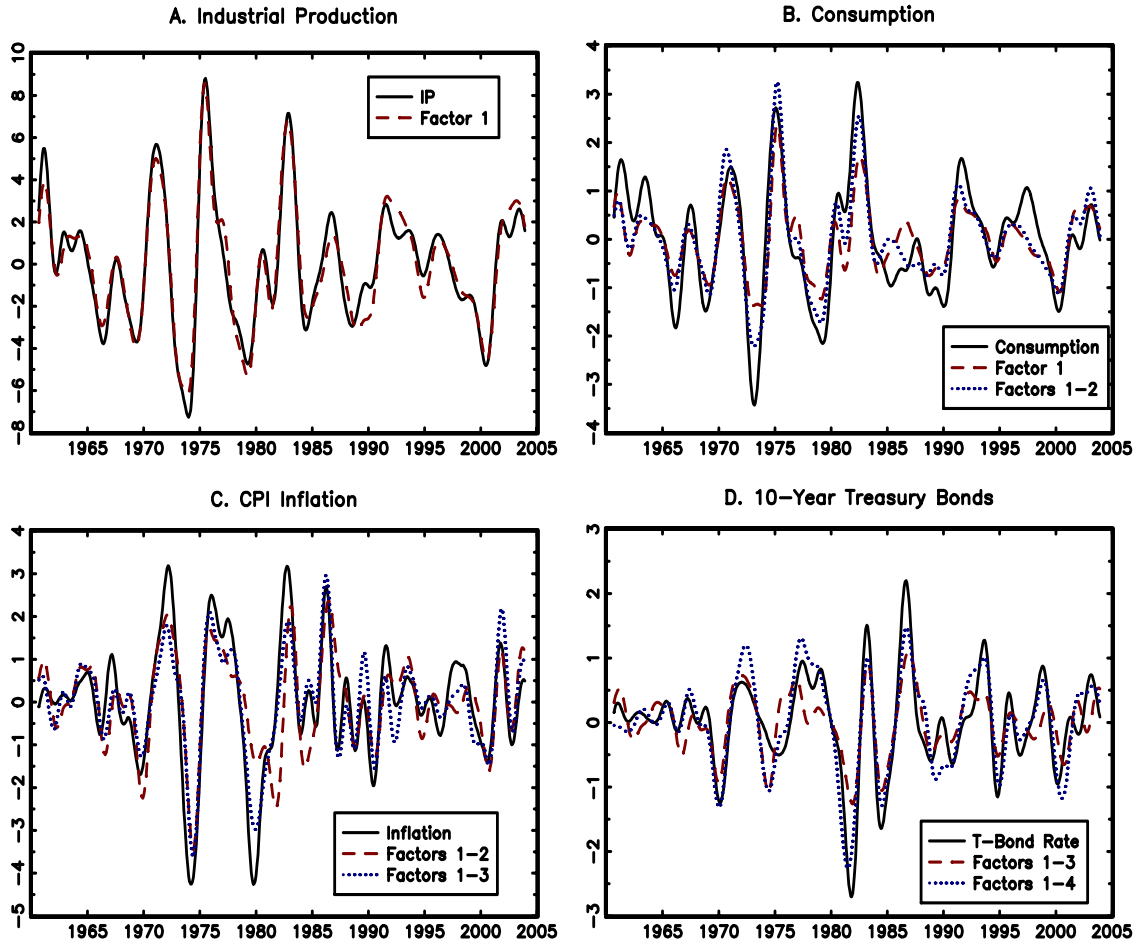 A. Industrial Production
10
8
6
4
2
0
−2
−4
−6
−8
IP
Factor 1
1965 1970 1975 1980 1985 1990 1995 2000 2005
B. Consumption
4
3
2
1
0
−1
−2
−3
−4
Consumption
Factor 1
Factors 1−2
1965 1970 1975 1980 1985 1990 1995 2000 2005
C. CPI Inflation
4
3
2
1
0
−1
−2
−3
−4
−5
Inflation
Factors 1−2
Factors 1−3
1965 1970 1975 1980 1985 1990 1995 2000 2005
D. 10−Year Treasury Bonds
3
2
1
0
−1
−2
−3
T−Bond Rate
Factors 1−3
Factors 1−4
1965 1970 1975 1980 1985 1990 1995 2000 2005